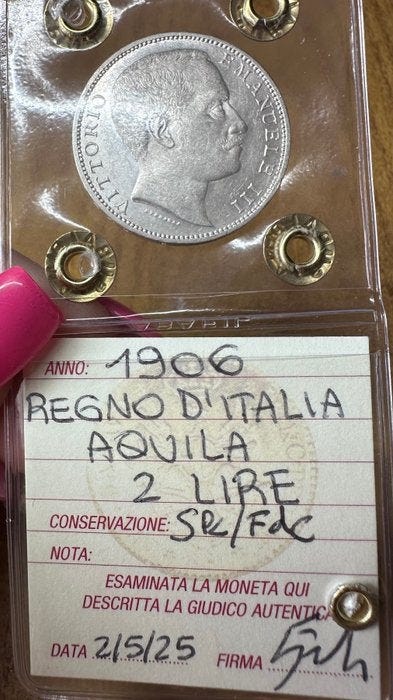 VITTORIO EMANUELE III
ANNO: 1906
REGNO D'ITALIA
AQUILA
2 LIRE
CONSERVAZIONE: SPL/FdC
NOTA:
ESAMINATA LA MONETA QUI
DESCRITTA LA GIUDICO AUTENTICA
DATA 2/5/25 FIRMA